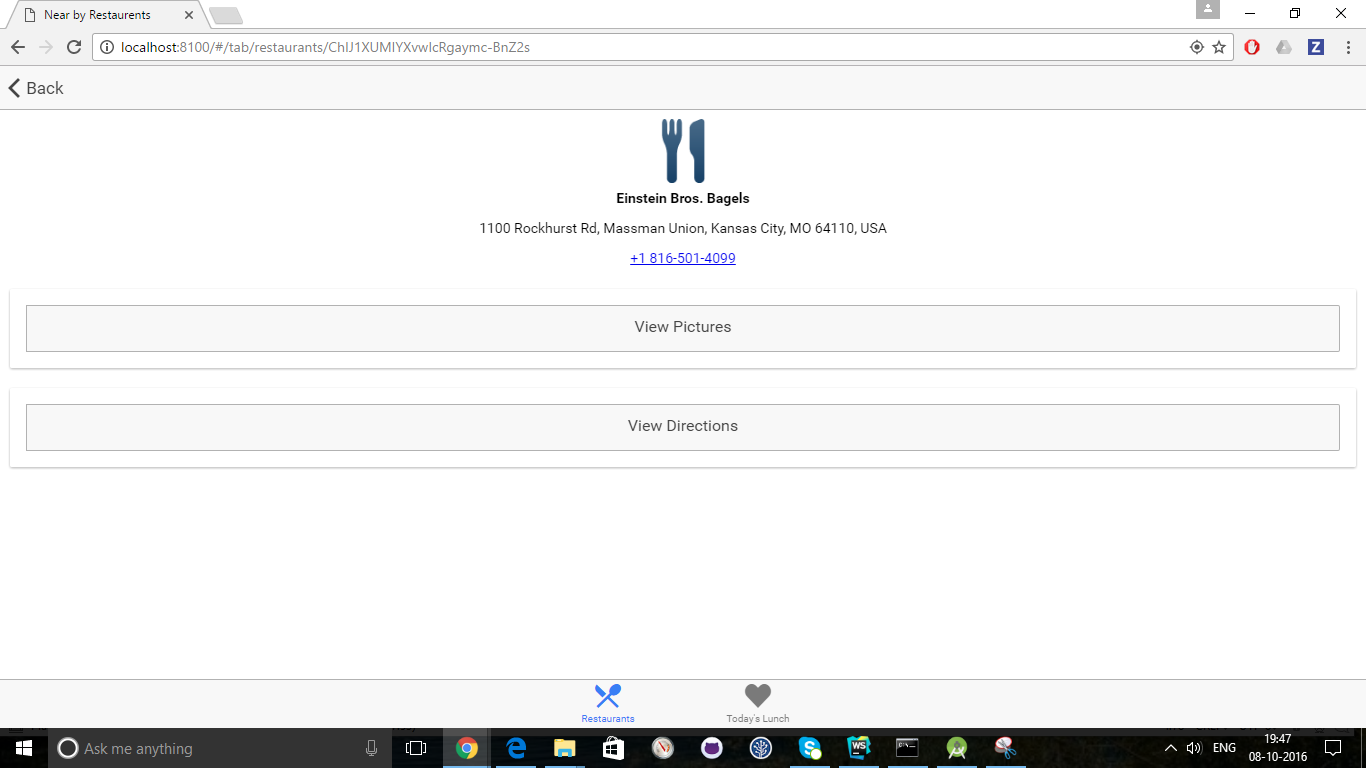 Near by Restaurents
localhost:8100/#/tab/restaurants/ChIJ1XUMIYXvwIcRgaymc-BnZ2s
Z
Back
Einstein Bros. Bagels
1100 Rockhurst Rd, Massman Union, Kansas City, MO 64110, USA
+1 816-501-4099
View Pictures
View Directions
Restaurants
Today's Lunch
Ask me anything
WS
ENG
19:47
08-10-2016